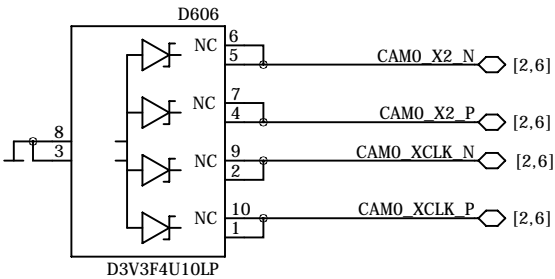 D606
NC 6 CAM0_X2_N
5 [2,6]
NC 7 CAM0_X2_P
4 [2,6]
8
3
NC 9 CAM0_XCLK_N [2,6]
2
NC 10 CAM0_XCLK_P [2,6]
1
D3V3F4U10LP